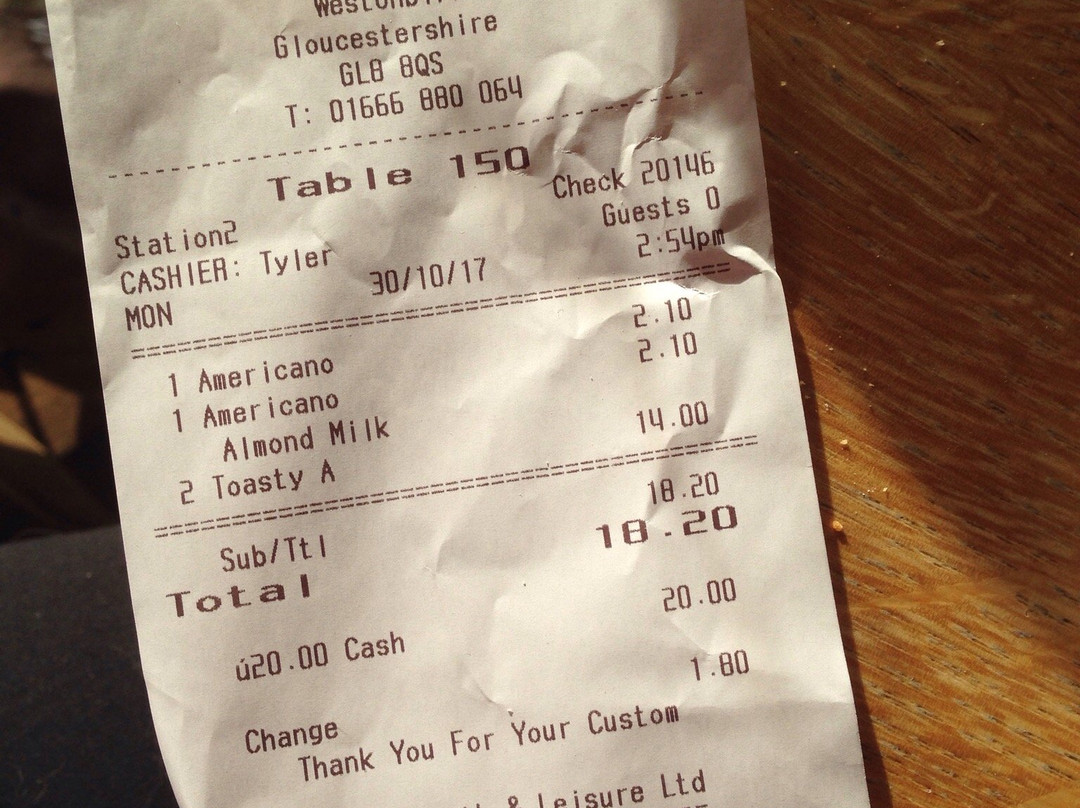 Gloucestershire
GL8 8QS
T: 01666 880 064
Table 150
Check 20146
Station2 Guests 0
CASHIER: Tyler 2:54pm
MON 30/10/17
1 Americano 2.10
1 Americano 2.10
Almond Milk
2 Toasty A 14.00
Sub/Ttl 18.20
Total 18.20
ú20.00 Cash 20.00
Change 1.80
Thank You For Your Custom
& Leisure Ltd